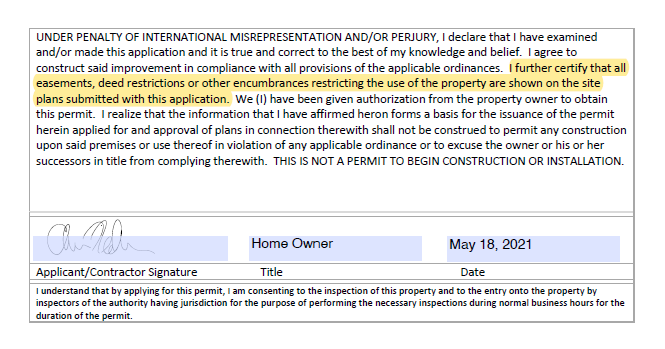 UNDER PENALTY OF INTERNATIONAL MISREPRESENTATION AND/OR PERJURY, I declare that I have examined
and/or made this application and it is true and correct to the best of my knowledge and belief. I agree to
construct said improvement in compliance with all provisions of the applicable ordinances. I further certify that all
easements, deed restrictions or other encumbrances restricting the use of the property are shown on the site
plans submitted with this application. We (I) have been given authorization from the property owner to obtain
this permit. I realize that the information that I have affirmed heron forms a basis for the issuance of the permit
herein applied for and approval of plans in connection therewith shall not be construed to permit any construction
upon said premises or use thereof in violation of any applicable ordinance or to excuse the owner or his or her
successors in title from complying therewith. THIS IS NOT A PERMIT TO BEGIN CONSTRUCTION OR INSTALLATION.
Home Owner May 18, 2021
Applicant/Contractor Signature Title Date
I understand that by applying for this permit, I am consenting to the inspection of this property and to the entry onto the property by
inspectors of the authority having jurisdiction for the purpose of performing the necessary inspections during normal business hours for the
duration of the permit.